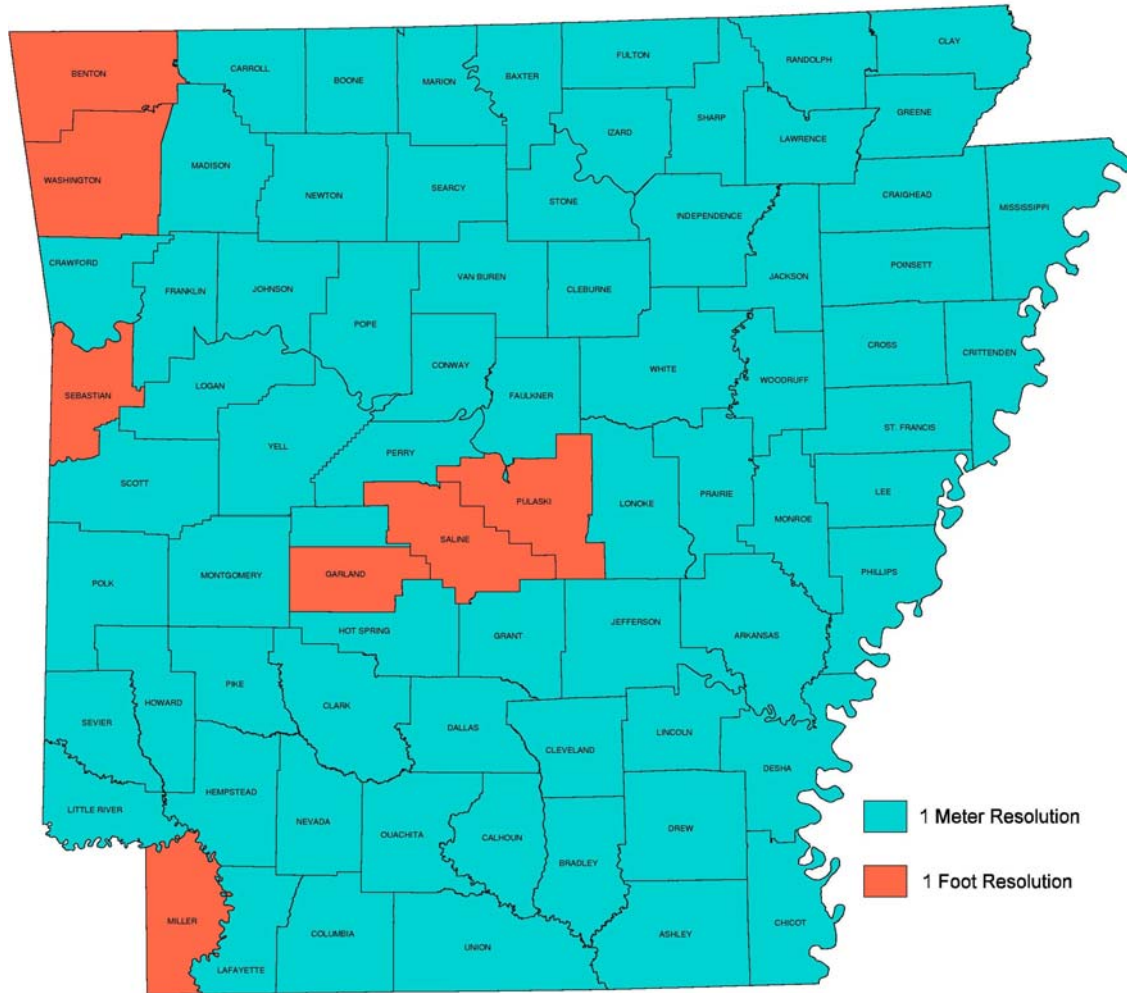 CLAY
FULTON
RANDOLPH
BENTON
CARROLL
BOONE
MARION
BAXTER
SHARP
GREENE
IZARD
LAWRENCE
MADISON
WASHINGTON
NEWTON
SEARCY
STONE
CRAIGHEAD
MISSISSIPPI
INDEPENDENCE
CRAWFORD
FRANKLIN
JOHNSON
VAN BUREN
CLEBURNE
JACKSON
POINSETT
POPE
CONWAY
WHITE
CROSS
CRITTENDEN
WOODRUFF
SEBASTIAN
LOGAN
FAULKNER
ST. FRANCIS
YELL
PERRY
SCOTT
PULASKI
LONOKE
PRAIRIE
LEE
MONROE
SALINE
POLK
MONTGOMERY
GARLAND
PHILLIPS
HOT SPRING
GRANT
JEFFERSON
ARKANSAS
PIKE
HOWARD
SEVIER
CLARK
DALLAS
CLEVELAND
LINCOLN
DESHA
LITTLE RIVER
HEMPSTEAD
NEVADA
OUACHITA
CALHOUN
BRADLEY
DREW
1 Meter Resolution
1 Foot Resolution
MILLER
LAFAYETTE
COLUMBIA
UNION
ASHLEY
CHICOT